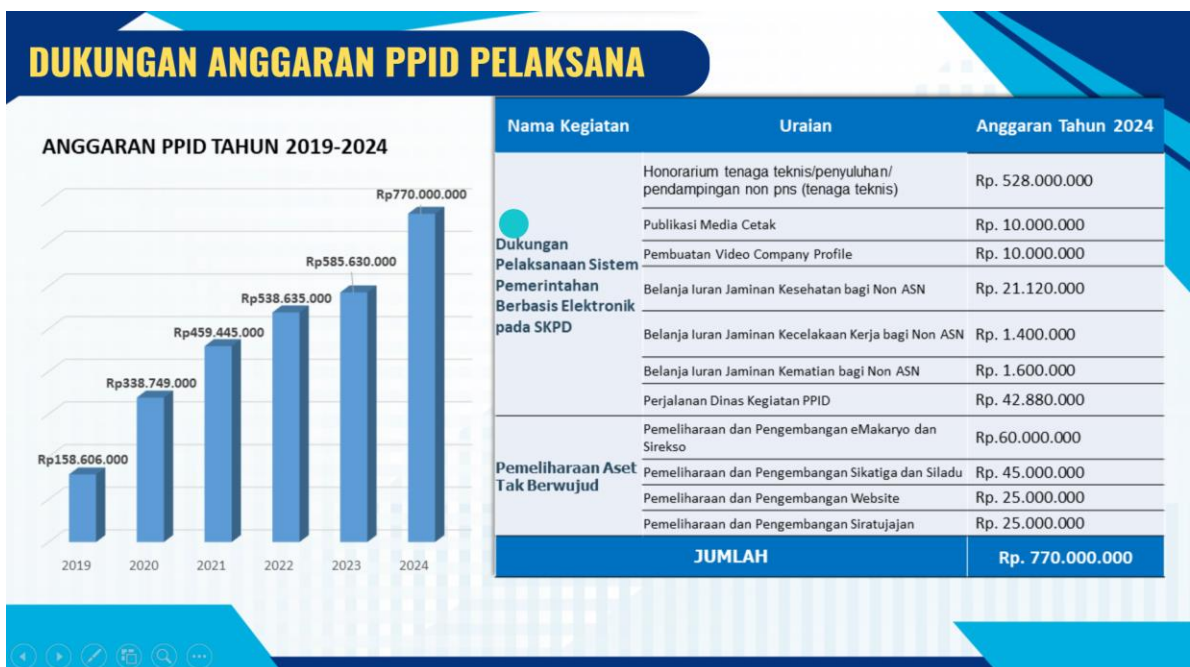 DUKUNGAN ANGGARAN PPID PELAKSANA
ANGGARAN PPID TAHUN 2019-2024
Rp770.000.000
Rp585.630.000
Rp538.635.000
Rp459.445.000
Rp338.749.000
Rp158.606.000
2019 2020 2021 2022 2023 2024
Nama Kegiatan Uraian Anggaran Tahun 2024
Dukungan
Pelaksanaan Sistem
Pemerintahan
Berbasis Elektronik
pada SKPD
Honorarium tenaga teknis/penyuluhan/
pendampingan non pns (tenaga teknis)
Rp. 528.000.000
Publikasi Media Cetak Rp. 10.000.000
Pembuatan Video Company Profile Rp. 10.000.000
Belanja Iuran Jaminan Kesehatan bagi Non ASN Rp. 21.120.000
Belanja Iuran Jaminan Kecelakaan Kerja bagi Non ASN Rp. 1.400.000
Belanja Iuran Jaminan Kematian bagi Non ASN Rp. 1.600.000
Perjalanan Dinas Kegiatan PPID Rp. 42.880.000
Pemeliharaan Aset
Tak Berwujud
Pemeliharaan dan Pengembangan eMakaryo dan
Sirekso
Rp.60.000.000
Pemeliharaan dan Pengembangan Sikatiga dan Siladu Rp. 45.000.000
Pemeliharaan dan Pengembangan Website Rp. 25.000.000
Pemeliharaan dan Pengembangan Siratujajan Rp. 25.000.000
JUMLAH Rp. 770.000.000